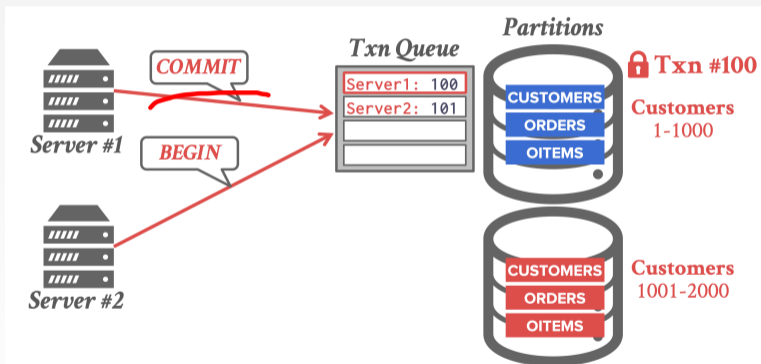 Partitions
Txn Queue
COMMIT
Txn #100
Server1: 100
CUSTOMERS
Customers
Server2: 101
1-1000
ORDERS
Server #1
BEGIN
OITEMS
CUSTOMERS
Customers
1001-2000
Server #2
ORDERS
OITEMS